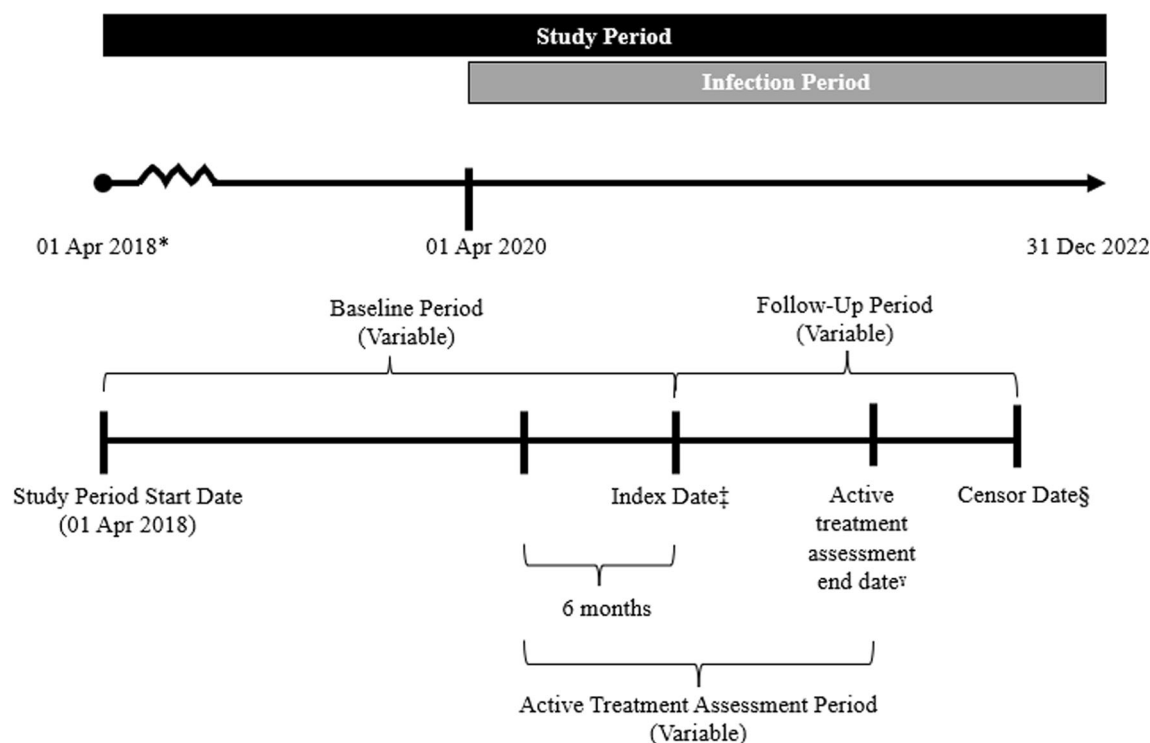 Study Period
Infection Period
01 Apr 2018*
01 Apr 2020
31 Dec 2022
Baseline Period
(Variable)
Follow-Up Period
(Variable)
Study Period Start Date
(01 Apr 2018)
Index Date‡
Active
treatment
assessment
end dateɤ
Censor Date§
6 months
Active Treatment Assessment Period
(Variable)